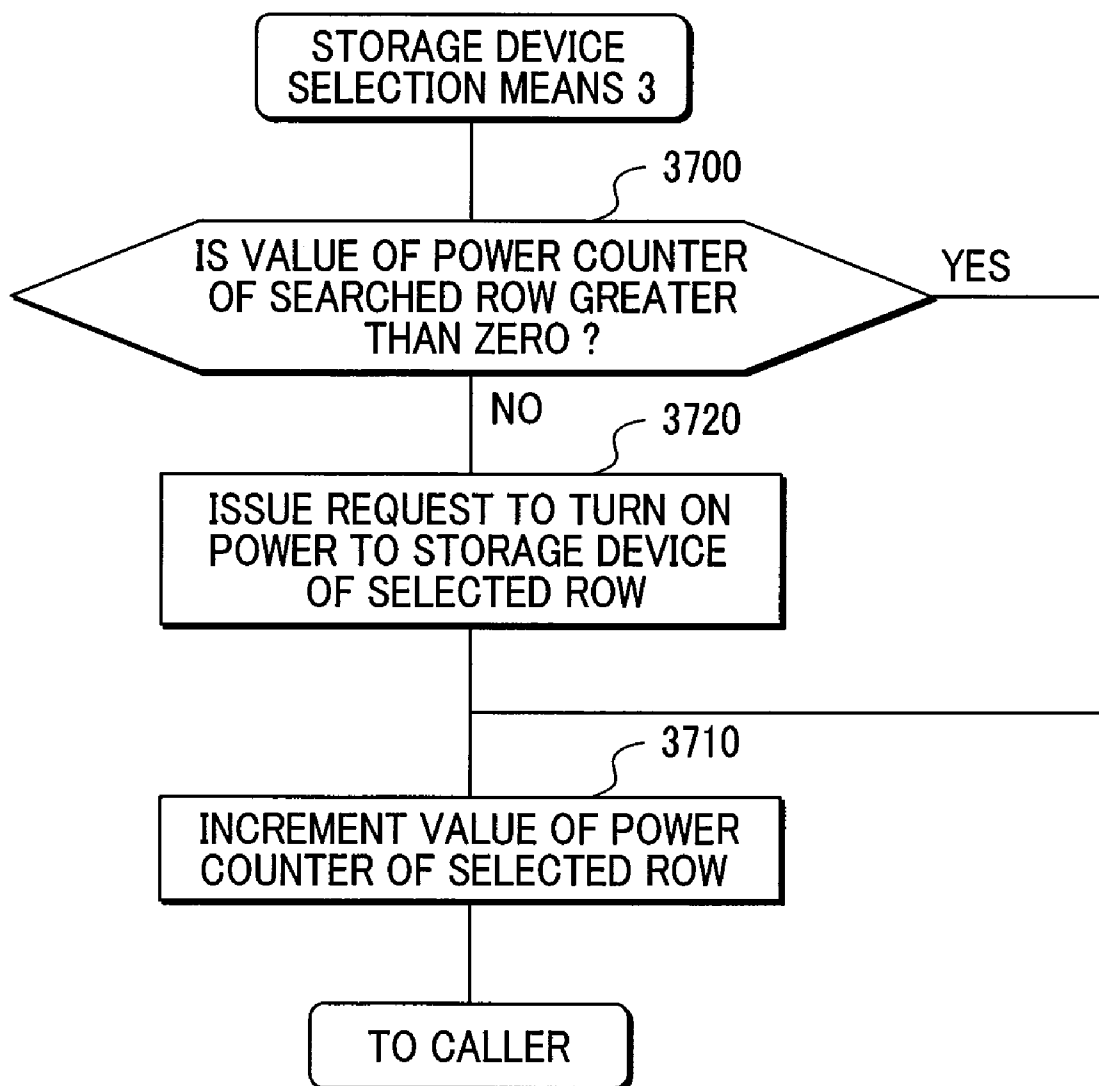 STORAGE DEVICE
SELECTION MEANS 3
3700
IS VALUE OF POWER COUNTER
OF SEARCHED ROW GREATER
THAN ZERO ?
YES
NO
3720
ISSUE REQUEST TO TURN ON
POWER TO STORAGE DEVICE
OF SELECTED ROW
3710
INCREMENT VALUE OF POWER
COUNTER OF SELECTED ROW
TO CALLER